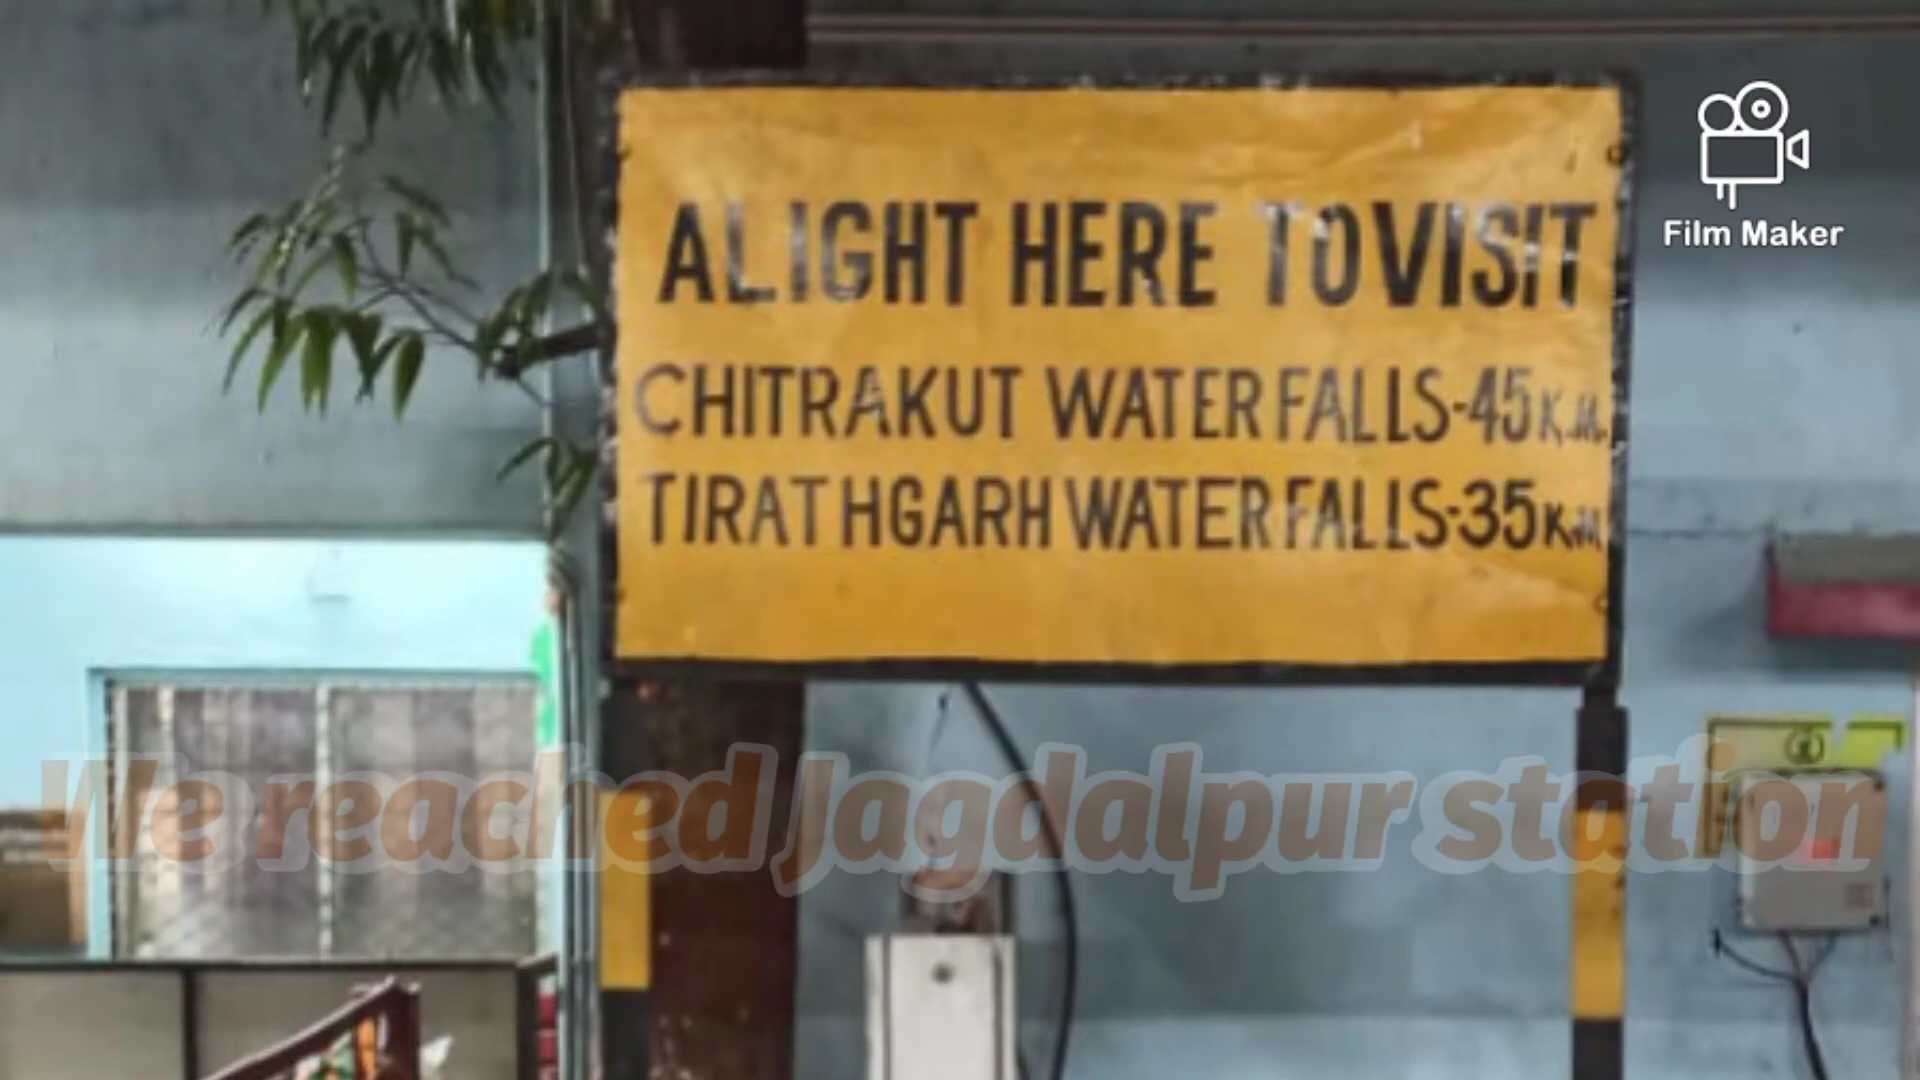 Film Maker
ALIGHT HERE TO VISIT
CHITRAKUT WATER FALLS-45 K.M.
TIRATHGARH WATER FALLS-35 K.M
We reached Jagdalpur station